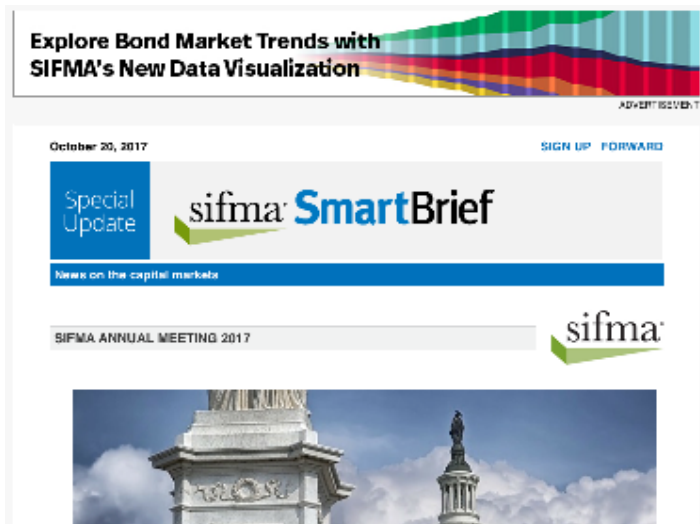 Explore Bond Market Trends with
SIFMA's New Data Visualization
ADVERTISEMENT
October 20, 2017
SIGN UP FORWARD
Special
Update
sifma SmartBrief
News on the capital markets
SIFMA ANNUAL MEETING 2017
sifma